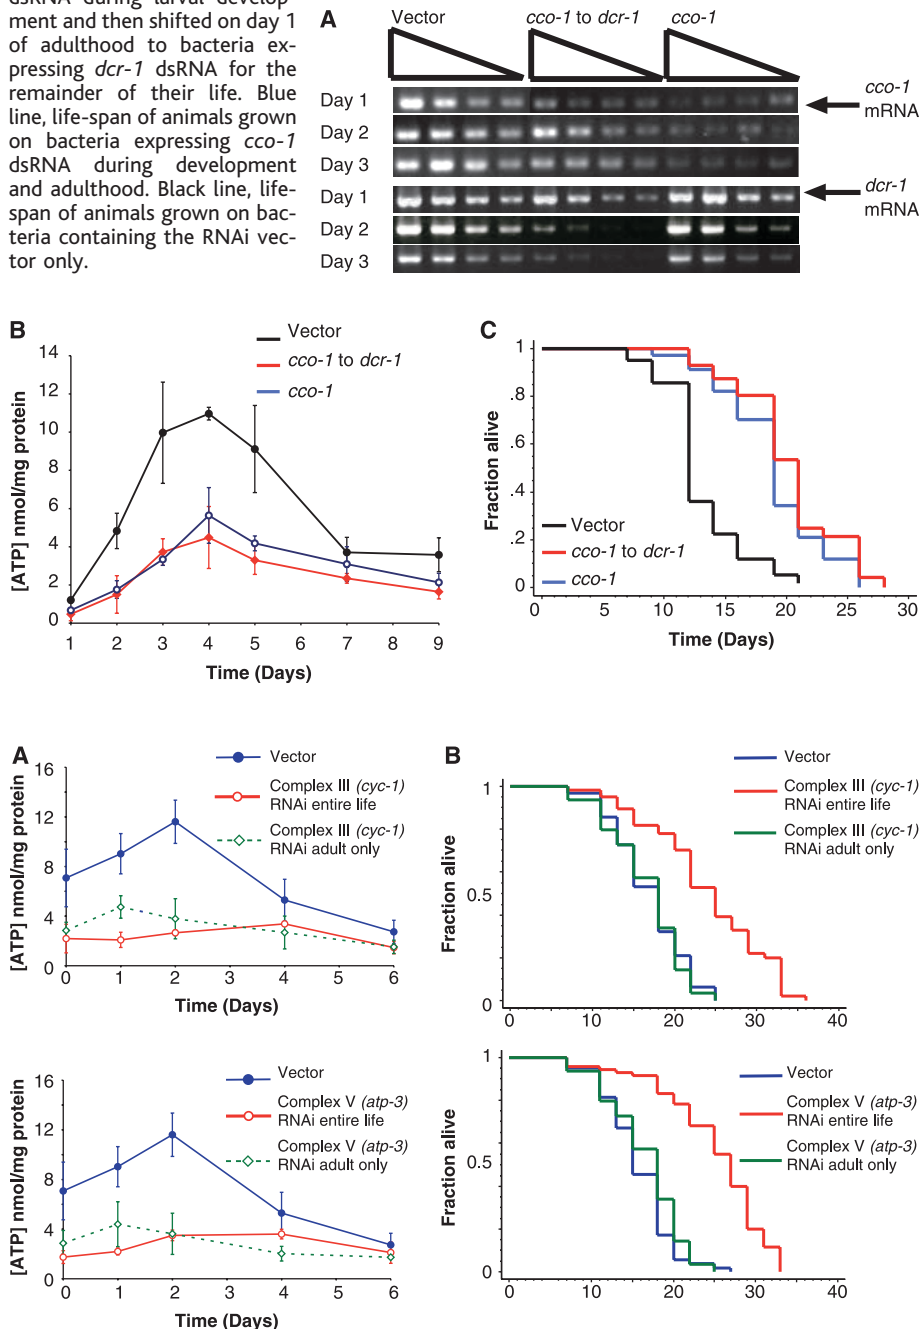 dsRNA during larval develop-
ment and then shifted on day 1
of adulthood to bacteria ex-
pressing dcr-1 dsRNA for the
remainder of their life. Blue
line, life-span of animals grown
on bacteria expressing cco-1
dsRNA during development
and adulthood. Black line, life-
span of animals grown on bac-
teria containing the RNAi vec-
tor only.
A
Vector
cco-1 to dcr-1
cco-1
Day 1
Day 2
Day 3
Day 1
Day 2
Day 3
cco-1
mRNA
dcr-1
mRNA
B
Vector
cco-1 to dcr-1
cco-1
[ATP] nmol/mg protein
14
12
10
8
6
4
2
0
1 2 3 4 5 6 7 8 9
Time (Days)
C
Fraction alive
1
.8
.6
.4
.2
0
Vector
cco-1 to dcr-1
cco-1
0 5 10 15 20 25 30
Time (Days)
A
Vector
Complex III (cyc-1)
RNAi entire life
Complex III (cyc-1)
RNAi adult only
[ATP] nmol/mg protein
16
12
8
4
0
0 1 2 3 4 5 6
Time (Days)
B
Vector
Complex III (cyc-1)
RNAi entire life
Complex III (cyc-1)
RNAi adult only
Fraction alive
1
0.5
0
0 10 20 30 40
Vector
Complex V (atp-3)
RNAi entire life
Complex V (atp-3)
RNAi adult only
[ATP] nmol/mg protein
16
12
8
4
0
0 1 2 3 4 5 6
Time (Days)
Vector
Complex V (atp-3)
RNAi entire life
Complex V (atp-3)
RNAi adult only
Fraction alive
1
0.5
0
0 10 20 30 40